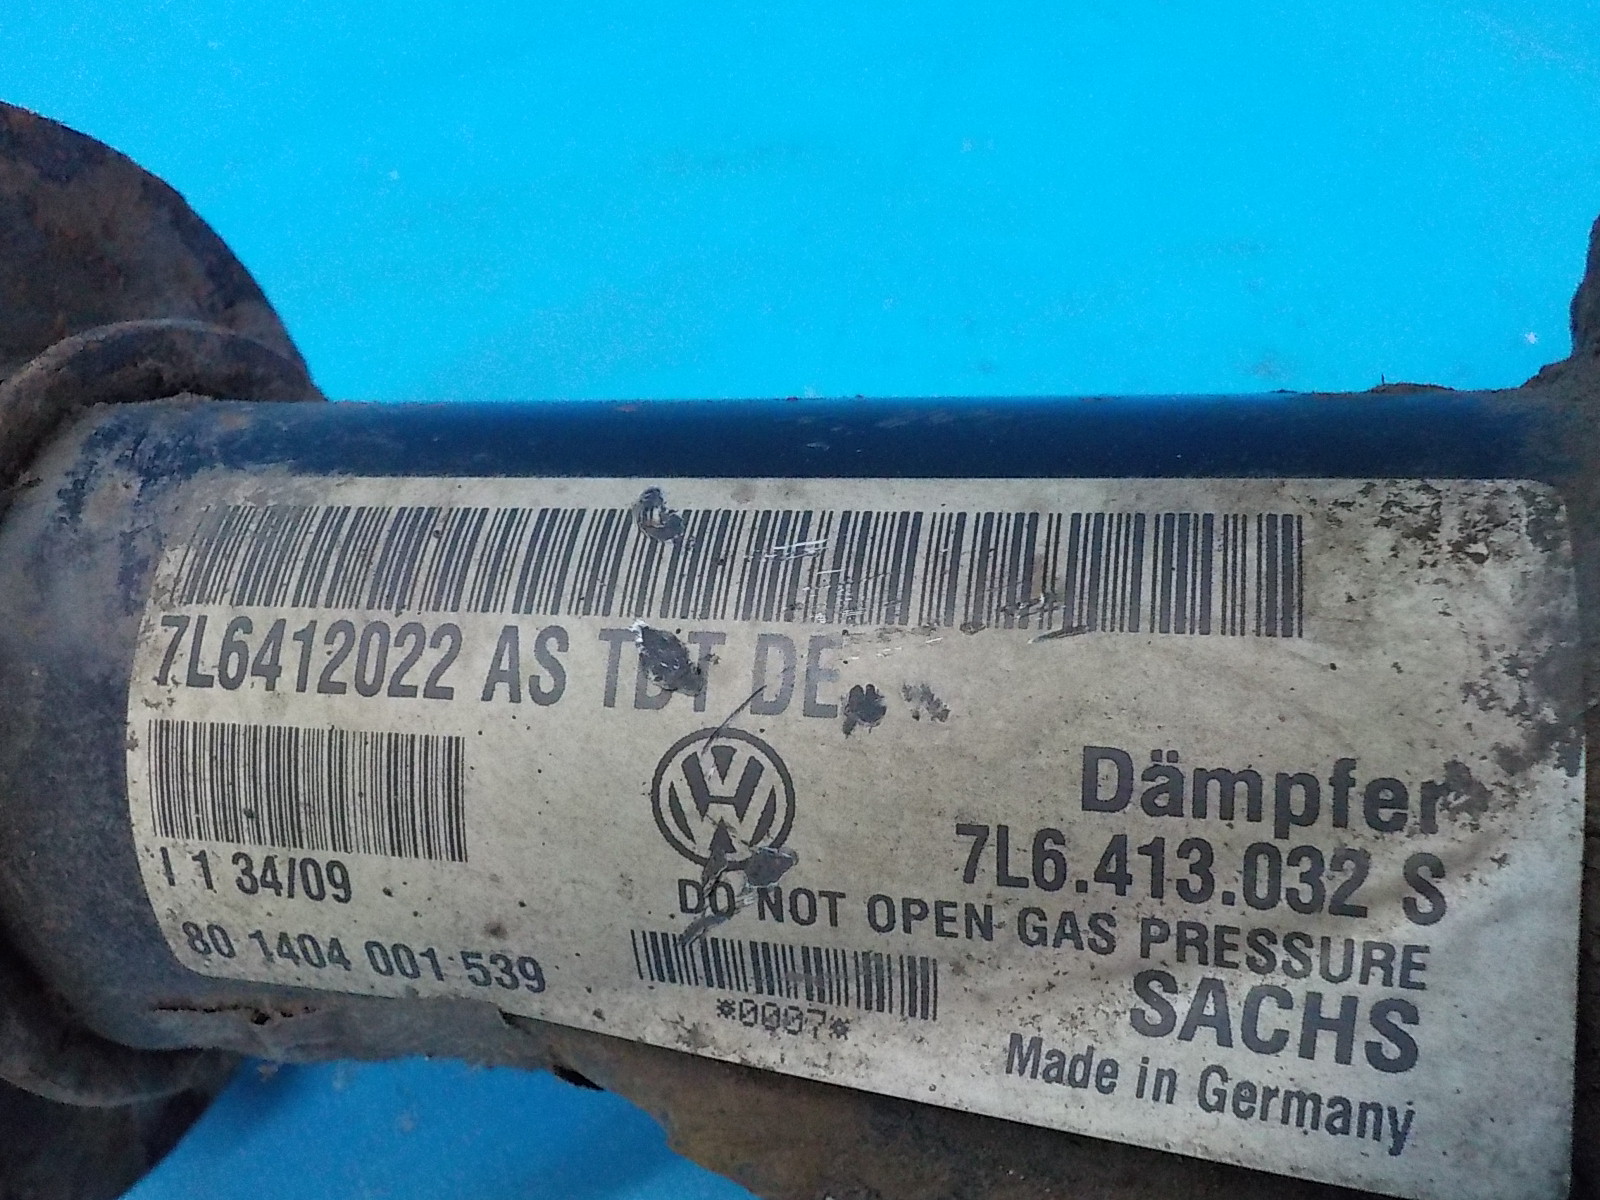 7L6412022 AS TDT DE
I 1 34/09
80 1404 001 539
Dämpfer
7L6.413.032 S
DO NOT OPEN GAS PRESSURE
*0007*
SACHS
Made in Germany